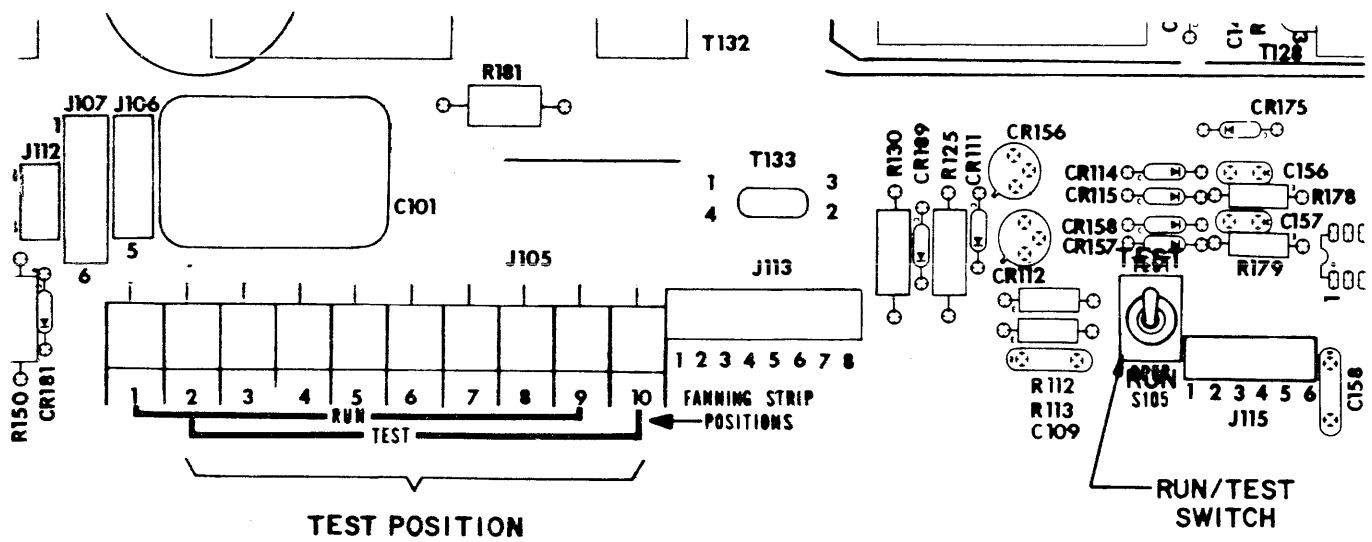 T132
T128
R181
J107
J106
1
J112
CR175
CR156
R130
CR189
R125
CR111
T133
1
3
4
2
C101
CR114
C156
CR115
R178
CR158
C157
CR157
R179
5
6
J105
J113
CR112
TEST
1
R150
CR181
1 2 3 4 5 6 7 8
1 2 3 4 5 6 7 8 9 10
FANNING STRIP
POSITIONS
RUN
TEST
R112
R113
C109
RUN
S105
1 2 3 4 5 6
J115
C158
TEST POSITION
RUN/TEST
SWITCH